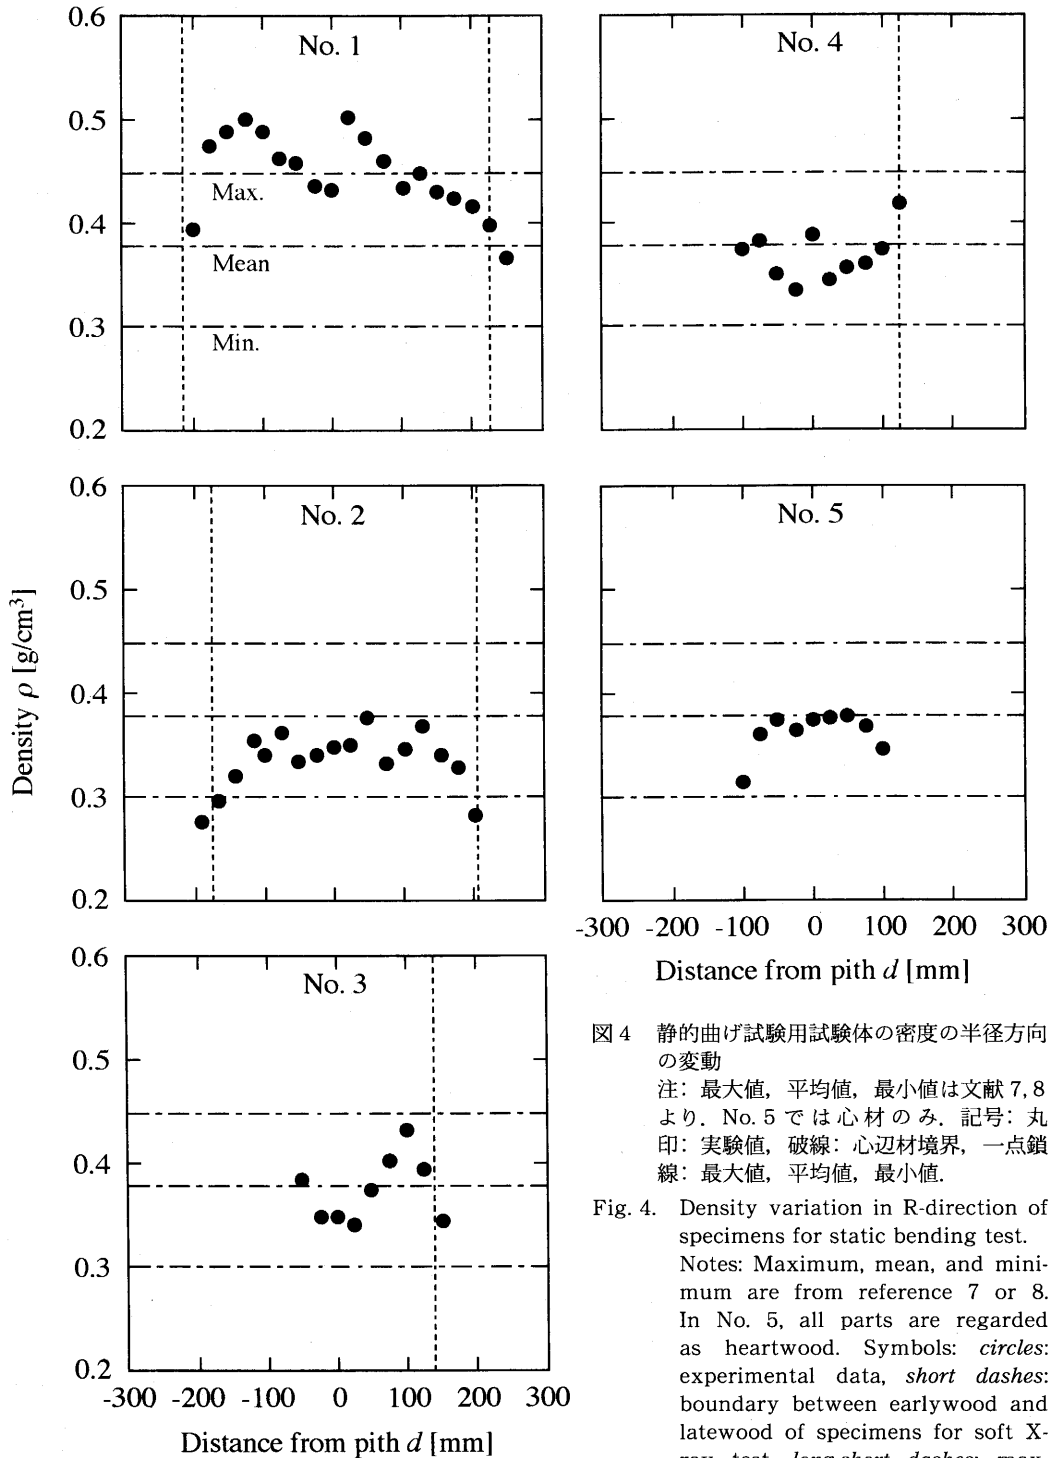 0.6
No. 1
0.5
Max.
0.4
Mean
0.3
Min.
0.2
No. 4
Density ρ [g/cm³]
0.6
No. 2
0.5
0.4
0.3
0.2
No. 5
-300 -200 -100 0 100 200 300
Distance from pith d [mm]
0.6
No. 3
0.5
0.4
0.3
0.2
-300 -200 -100 0 100 200 300
Distance from pith d [mm]
図4 静的曲げ試験用試験体の密度の半径方向
の変動
注：最大値，平均値，最小値は文献7,8
より．No. 5では心材のみ．記号：丸
印：実験値，破線：心辺材境界，一点鎖
線：最大値，平均値，最小値．
Fig. 4. Density variation in R-direction of
specimens for static bending test.
Notes: Maximum, mean, and mini-
mum are from reference 7 or 8.
In No. 5, all parts are regarded
as heartwood. Symbols: circles:
experimental data, short dashes:
boundary between earlywood and
latewood of specimens for soft X-